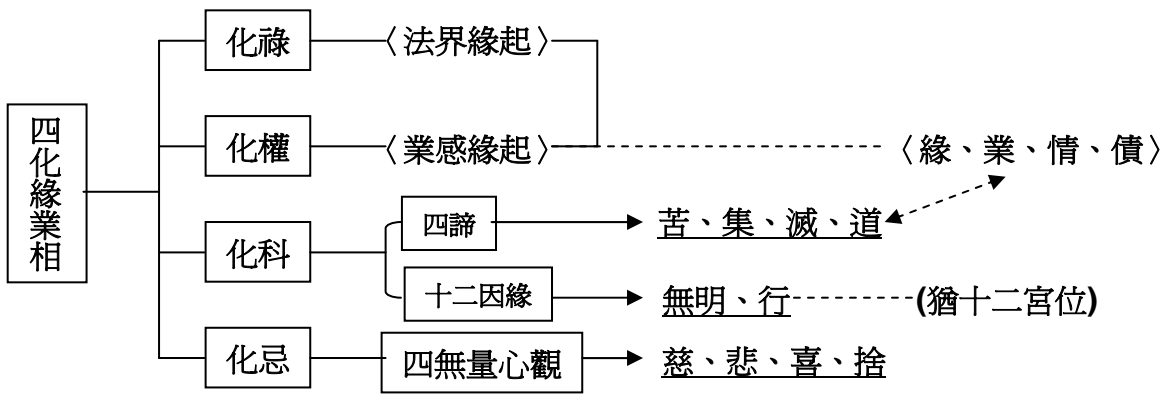 四化緣業相
化祿
〈法界緣起〉
化權
〈業感緣起〉
〈緣、業、情、債〉
化科
四諦
苦、集、滅、道
十二因緣
無明、行
(猶十二宮位)
化忌
四無量心觀
慈、悲、喜、捨